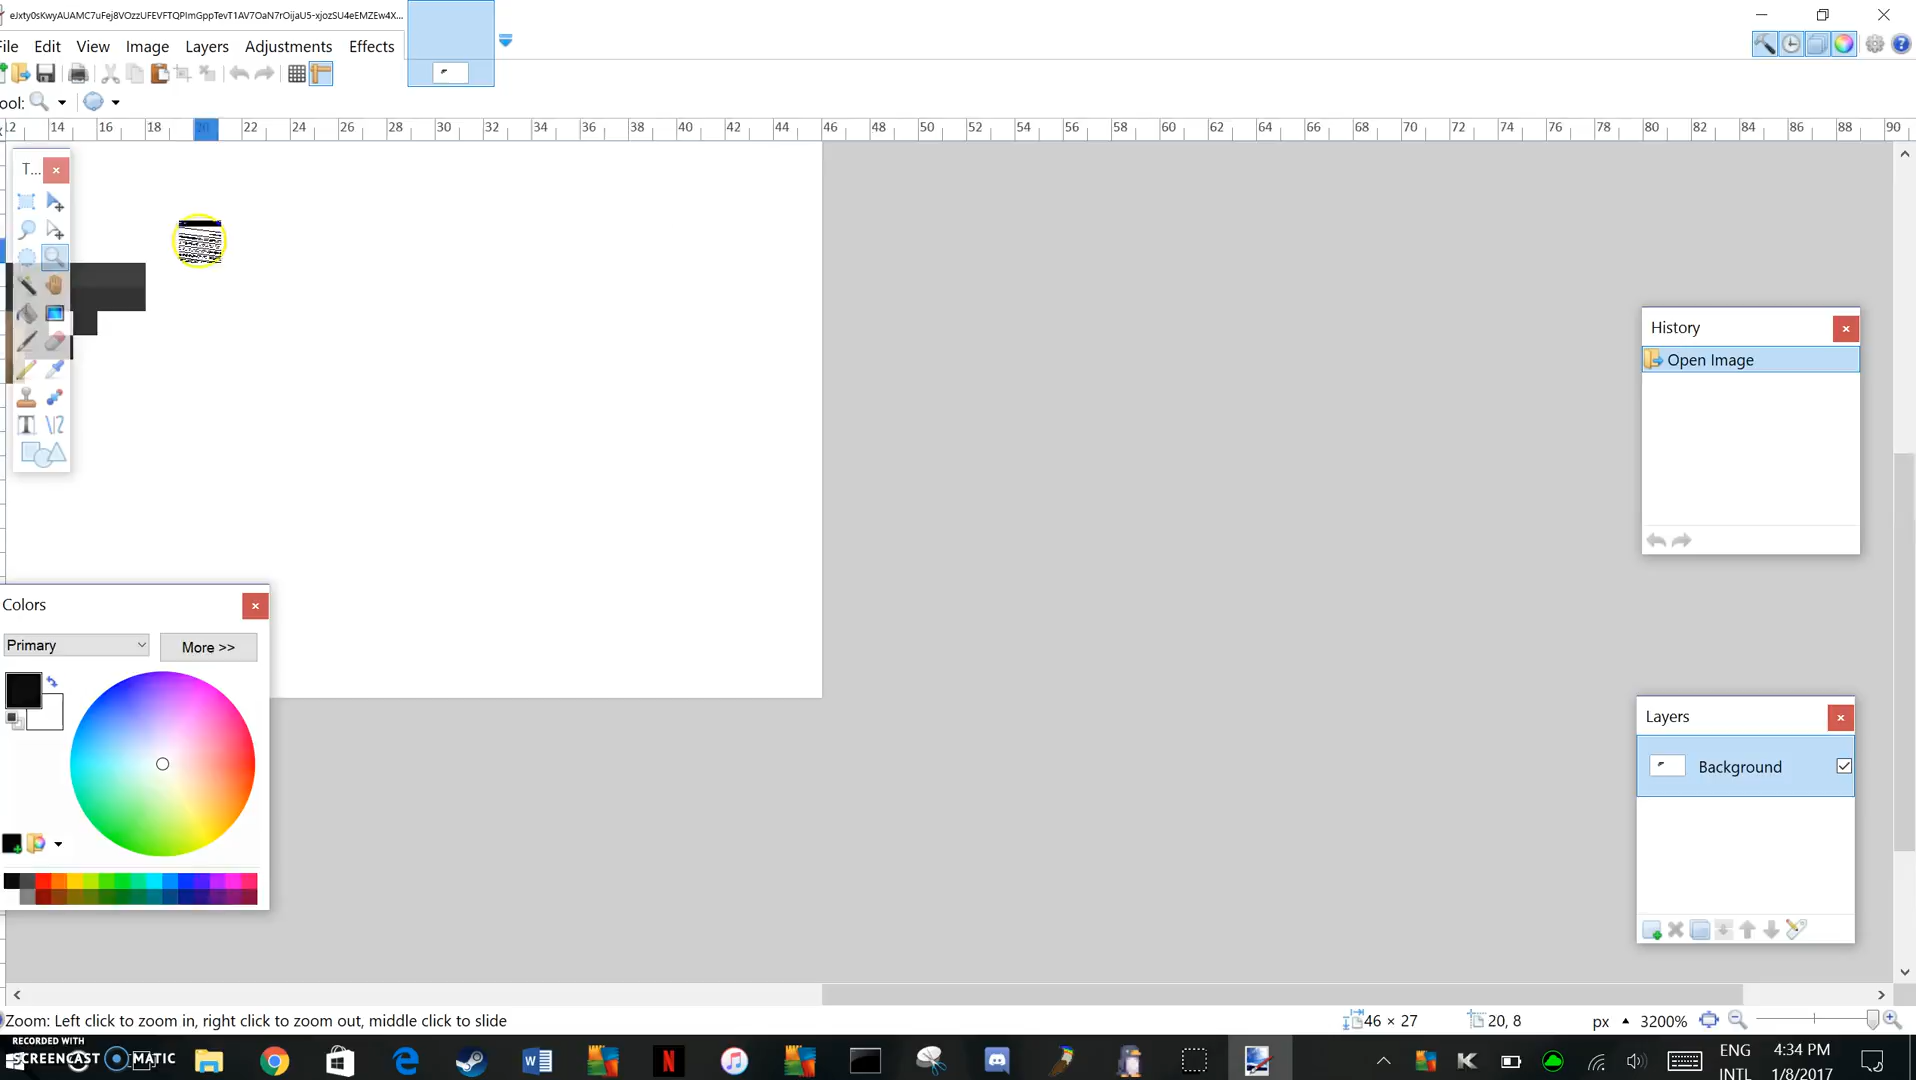 eJxty0sKwyAUAMC7uFej8VOzzUFEVFTQPImGppTevT1AV7OaN7rOijaU5-xjozSU4eEMZEw4X...
File Edit View Image Layers Adjustments Effects
ool:
12 14 16 18 20 22 24 26 28 30 32 34 36 38 40 42 44 46 48 50 52 54 56 58 60 62 64 66 68 70 72 74 76 78 80 82 84 86 88 90
T...
History
Open Image
Colors
Primary
More >>
Layers
Background
Zoom: Left click to zoom in, right click to zoom out, middle click to slide
46 × 27
20, 8
px
3200%
RECORDED WITH
SCREENCAST MATIC
ENG
INTL
4:34 PM
1/8/2017